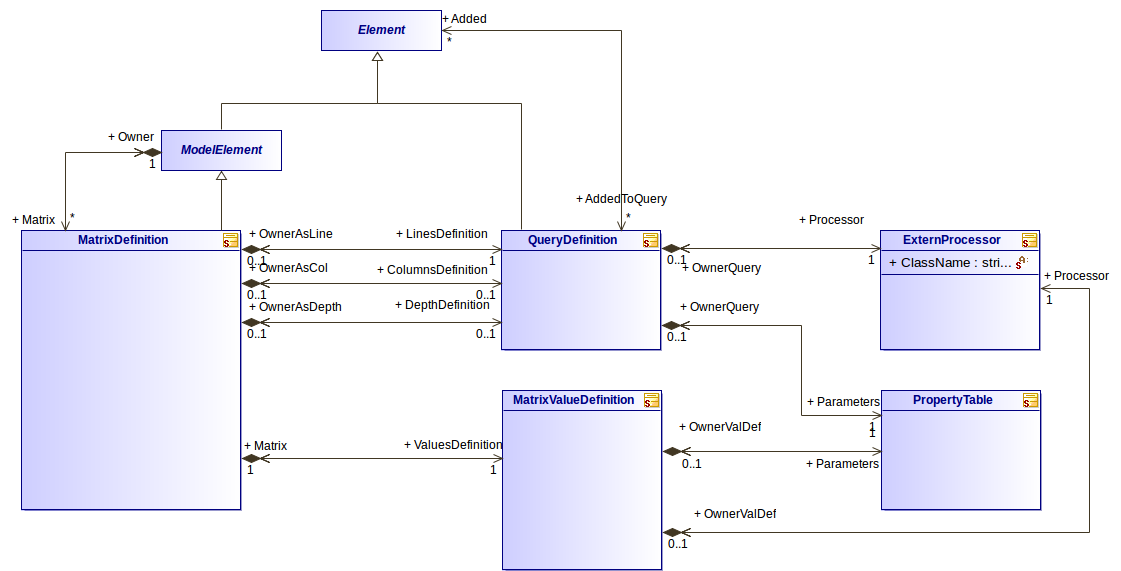 + Added
Element
*
+ Owner
ModelElement
1
+ AddedToQuery
+ Matrix
*
*
+ Processor
MatrixDefinition
+ OwnerAsLine
+ LinesDefinition
QueryDefinition
ExternProcessor
0..1
1
0..1
1
+ ClassName : stri...
+ OwnerAsCol
+ ColumnsDefinition
+ OwnerQuery
+ Processor
0..1
0..1
1
+ OwnerAsDepth
+ DepthDefinition
+ OwnerQuery
0..1
0..1
0..1
MatrixValueDefinition
+ Parameters
PropertyTable
1
1
+ OwnerValDef
+ Matrix
+ ValuesDefinition
0..1
+ Parameters
1
1
+ OwnerValDef
0..1